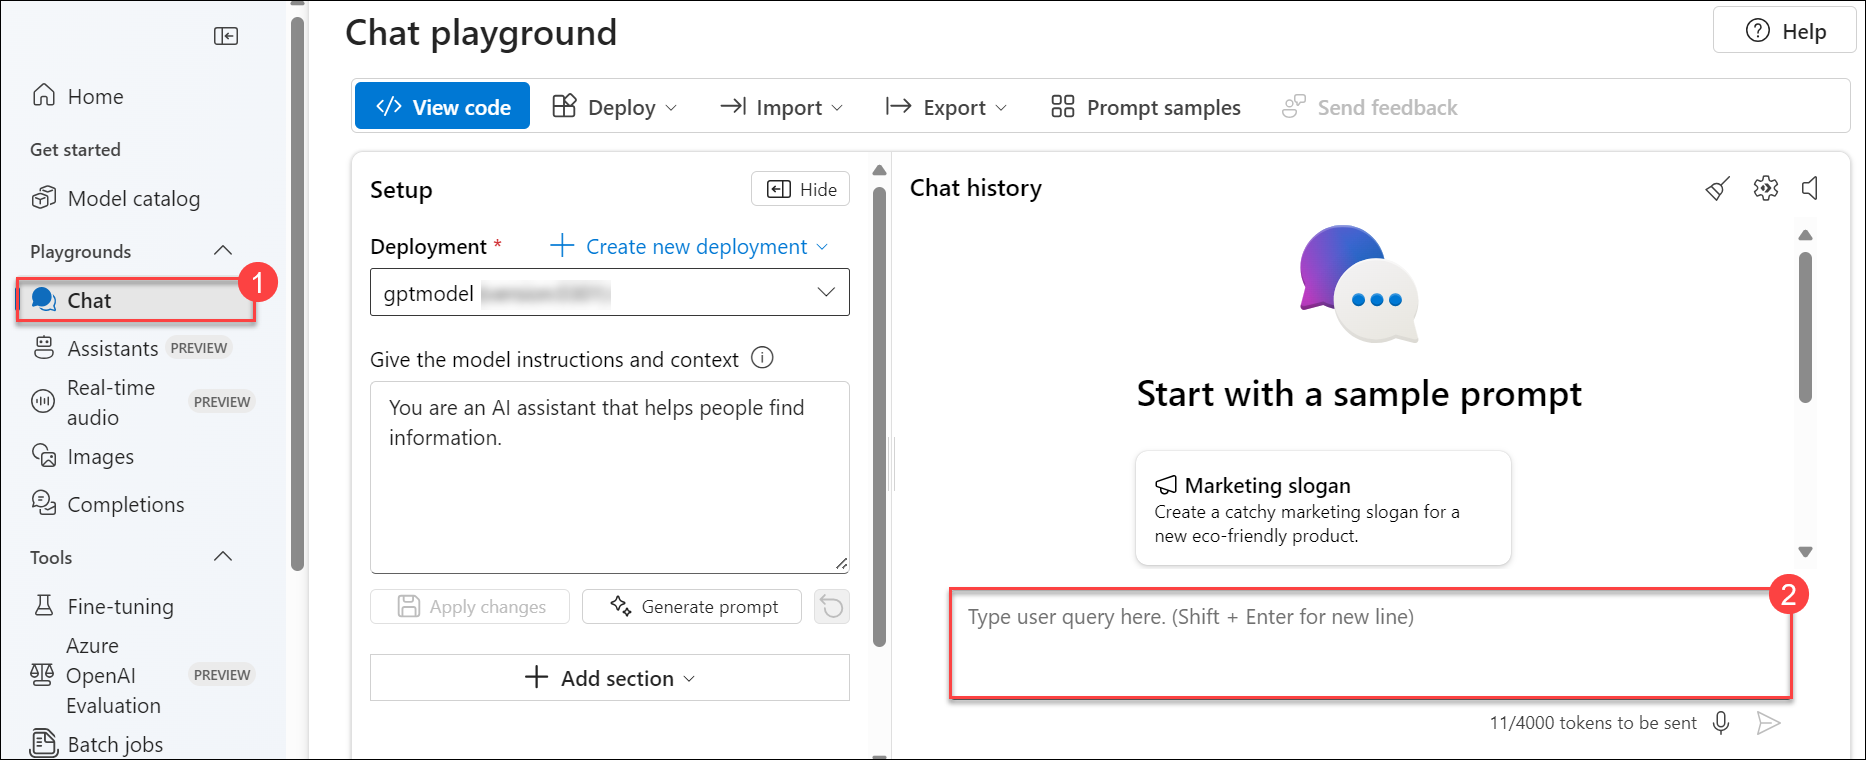 Home
Get started
Model catalog
Playgrounds
1
Chat
Assistants PREVIEW
Real-time
audio
PREVIEW
Images
Completions
Tools
Fine-tuning
Azure
OpenAI
Evaluation
PREVIEW
Batch jobs
Chat playground
Help
View code
Deploy
Import
Export
Prompt samples
Send feedback
Setup
Hide
Deployment *
Create new deployment
gptmodel
Give the model instructions and context
You are an AI assistant that helps people find
information.
Apply changes
Generate prompt
Add section
Chat history
Start with a sample prompt
Marketing slogan
Create a catchy marketing slogan for a
new eco-friendly product.
2
Type user query here. (Shift + Enter for new line)
11/4000 tokens to be sent